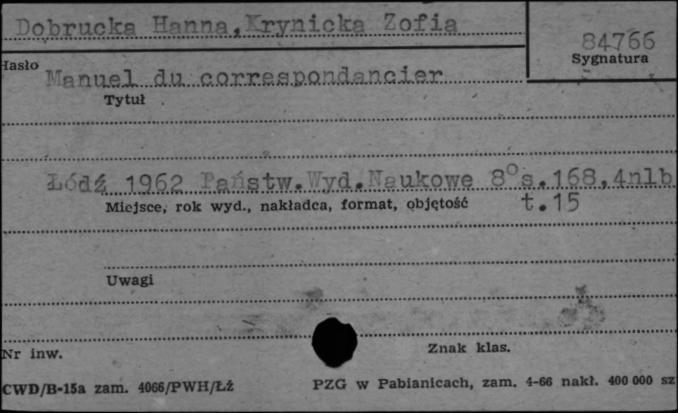 Dobrucka Hanna, Krynicka Zofia
84766
Sygnatura
Hasło
Manuel du correspondancier
Tytuł
Łódź 1962 Państw.Wyd.Naukowe 8°s.168,4nlb
Miejsce, rok wyd., nakładca, format, objętość
t.15
Uwagi
Nr inw.
Znak klas.
CWD/B-15a zam. 4066/PWH/Łż
PZG w Pabianicach, zam. 4-66 nakł. 400 000 sz